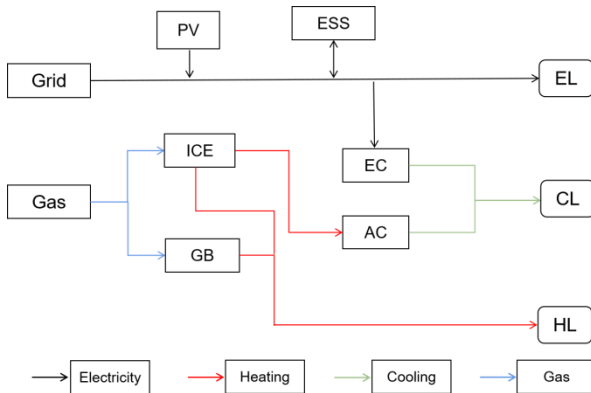 PV
ESS
Grid
EL
ICE
EC
Gas
CL
AC
GB
HL
Electricity
Heating
Cooling
Gas